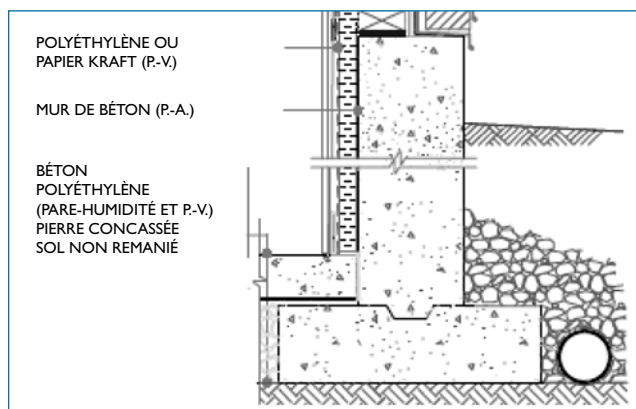 POLYÉTHYLÈNE OU
PAPIER KRAFT (P.-V.)
MUR DE BÉTON (P.-A.)
BÉTON
POLYÉTHYLÈNE
(PARE-HUMIDITÉ ET P.-V.)
PIERRE CONCASSÉE
SOL NON REMANIÉ